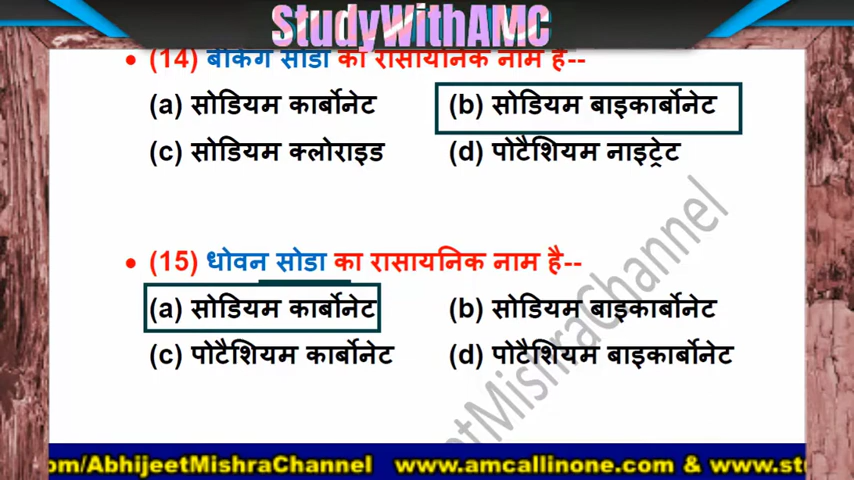 StudyWithAMC
• (14) बेकिंग सोडा का रासायनिक नाम है--
(a) सोडियम कार्बोनेट (b) सोडियम बाइकार्बोनेट
(c) सोडियम क्लोराइड (d) पोटैशियम नाइट्रेट
• (15) धोवन सोडा का रासायनिक नाम है--
(a) सोडियम कार्बोनेट (b) सोडियम बाइकार्बोनेट
(c) पोटैशियम कार्बोनेट (d) पोटैशियम बाइकार्बोनेट
etMishraChannel
om/AbhijeetMishraChannel www.amcallinone.com & www.st